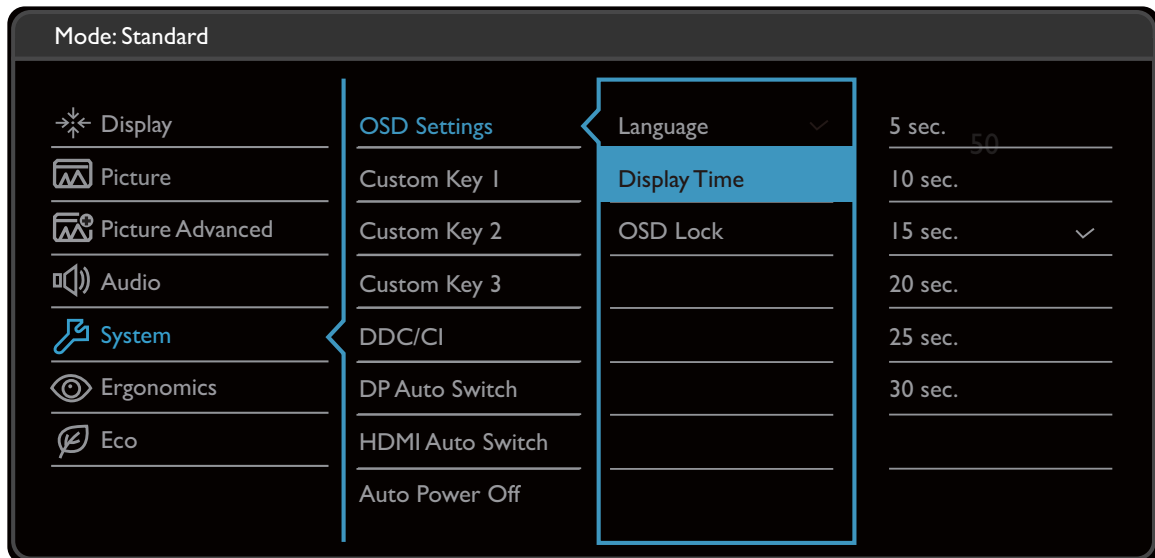 Mode: Standard
Display
Picture
Picture Advanced
Audio
System
Ergonomics
Eco
OSD Settings
Custom Key 1
Custom Key 2
Custom Key 3
DDC/CI
DP Auto Switch
HDMI Auto Switch
Auto Power Off
Language
Display Time
OSD Lock
5 sec.
50
10 sec.
15 sec.
20 sec.
25 sec.
30 sec.